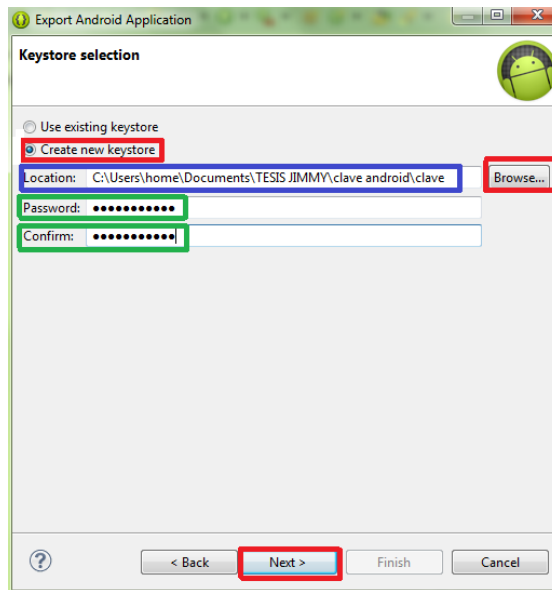 Export Android Application
Keystore selection
Use existing keystore
Create new keystore
Location: C:\Users\home\Documents\TESIS JIMMY\clave android\clave Browse...
Password: ●●●●●●●●●●●
Confirm: ●●●●●●●●●●●
? < Back Next > Finish Cancel